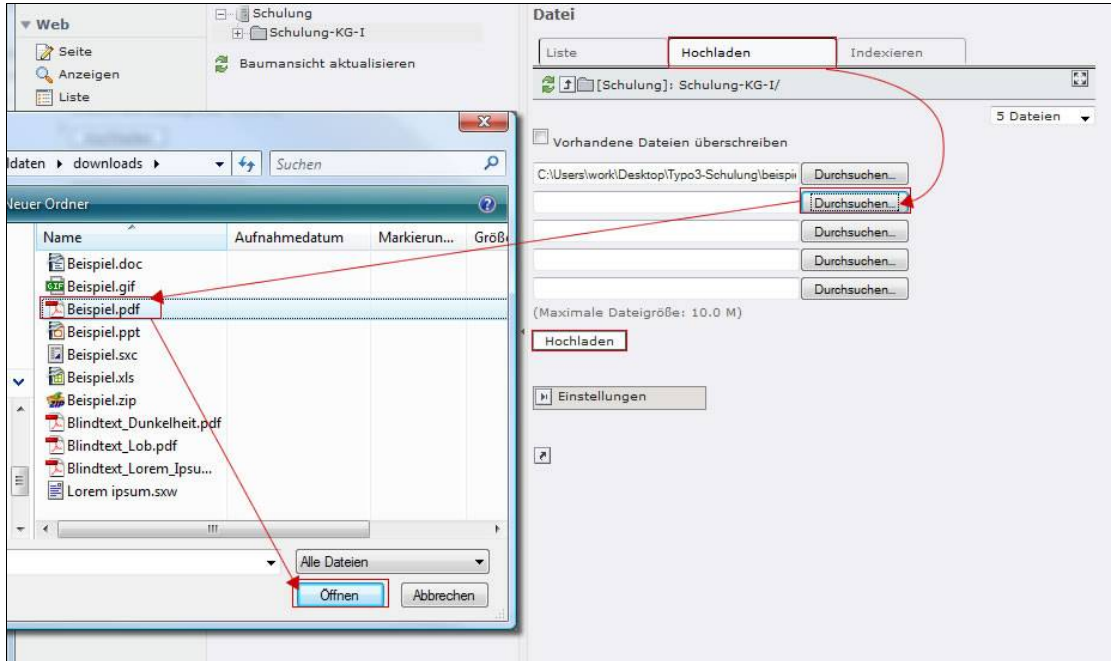 Web
Seite
Anzeigen
Liste
Schulung
Schulung-KG-I
Baumansicht aktualisieren
Datei
Liste
Hochladen
Indexieren
[Schulung]: Schulung-KG-I/
5 Dateien
Vorhandene Dateien überschreiben
C:\Users\work\Desktop\Typo3-Schulung\beispi
Durchsuchen...
Durchsuchen...
Durchsuchen...
Durchsuchen...
Durchsuchen...
(Maximale Dateigröße: 10.0 M)
Hochladen
Einstellungen
ldaten ▸ downloads ▸
Suchen
Neuer Ordner
Name Aufnahmedatum Markierun... Größe
Beispiel.doc
Beispiel.gif
Beispiel.pdf
Beispiel.ppt
Beispiel.sxc
Beispiel.xls
Beispiel.zip
Blindtext_Dunkelheit.pdf
Blindtext_Lob.pdf
Blindtext_Lorem_Ipsu...
Lorem ipsum.sxw
Alle Dateien
Öffnen
Abbrechen